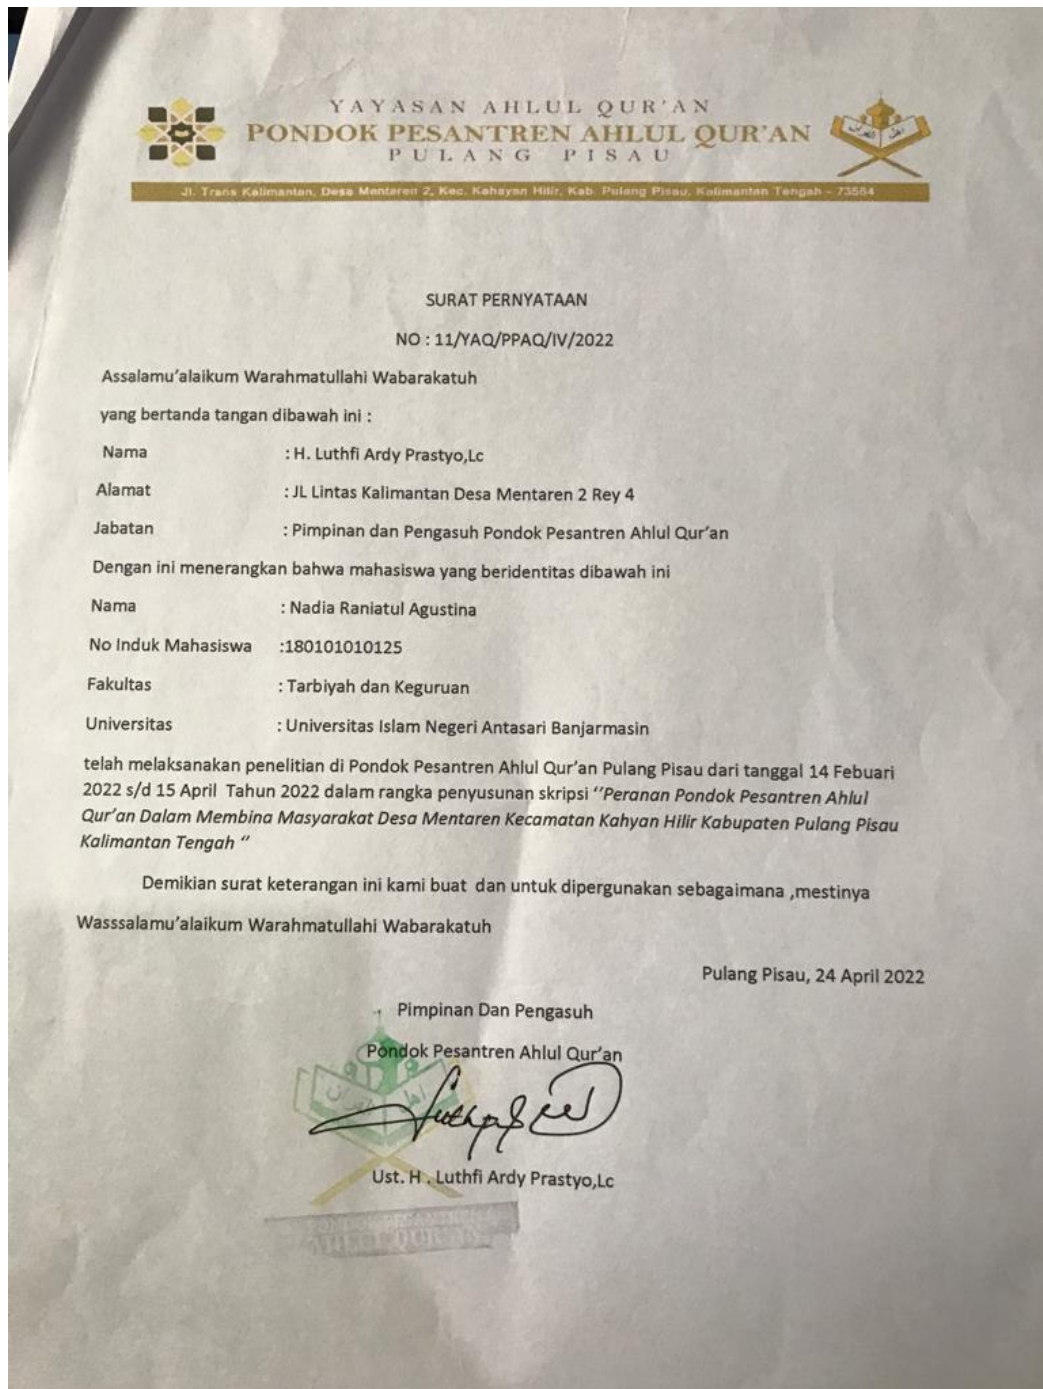 YAYASAN AHLUL QUR'AN
PONDOK PESANTREN AHLUL QUR'AN
PULANG PISAU
Jl. Trans Kalimantan, Desa Mentaren 2, Kec. Kahayan Hilir, Kab. Pulang Pisau, Kalimantan Tengah - 73564
SURAT PERNYATAAN
NO : 11/YAQ/PPAQ/IV/2022
Assalamu'alaikum Warahmatullahi Wabarakatuh
yang bertanda tangan dibawah ini :
Nama : H. Luthfi Ardy Prastyo,Lc
Alamat : JL Lintas Kalimantan Desa Mentaren 2 Rey 4
Jabatan : Pimpinan dan Pengasuh Pondok Pesantren Ahlul Qur'an
Dengan ini menerangkan bahwa mahasiswa yang beridentitas dibawah ini
Nama : Nadia Raniatul Agustina
No Induk Mahasiswa :180101010125
Fakultas : Tarbiyah dan Keguruan
Universitas : Universitas Islam Negeri Antasari Banjarmasin
telah melaksanakan penelitian di Pondok Pesantren Ahlul Qur'an Pulang Pisau dari tanggal 14 Febuari
2022 s/d 15 April Tahun 2022 dalam rangka penyusunan skripsi ''Peranan Pondok Pesantren Ahlul
Qur'an Dalam Membina Masyarakat Desa Mentaren Kecamatan Kahyan Hilir Kabupaten Pulang Pisau
Kalimantan Tengah ''
Demikian surat keterangan ini kami buat dan untuk dipergunakan sebagaimana ,mestinya
Wasssalamu'alaikum Warahmatullahi Wabarakatuh
Pulang Pisau, 24 April 2022
Pimpinan Dan Pengasuh
Pondok Pesantren Ahlul Qur'an
Ust. H . Luthfi Ardy Prastyo,Lc